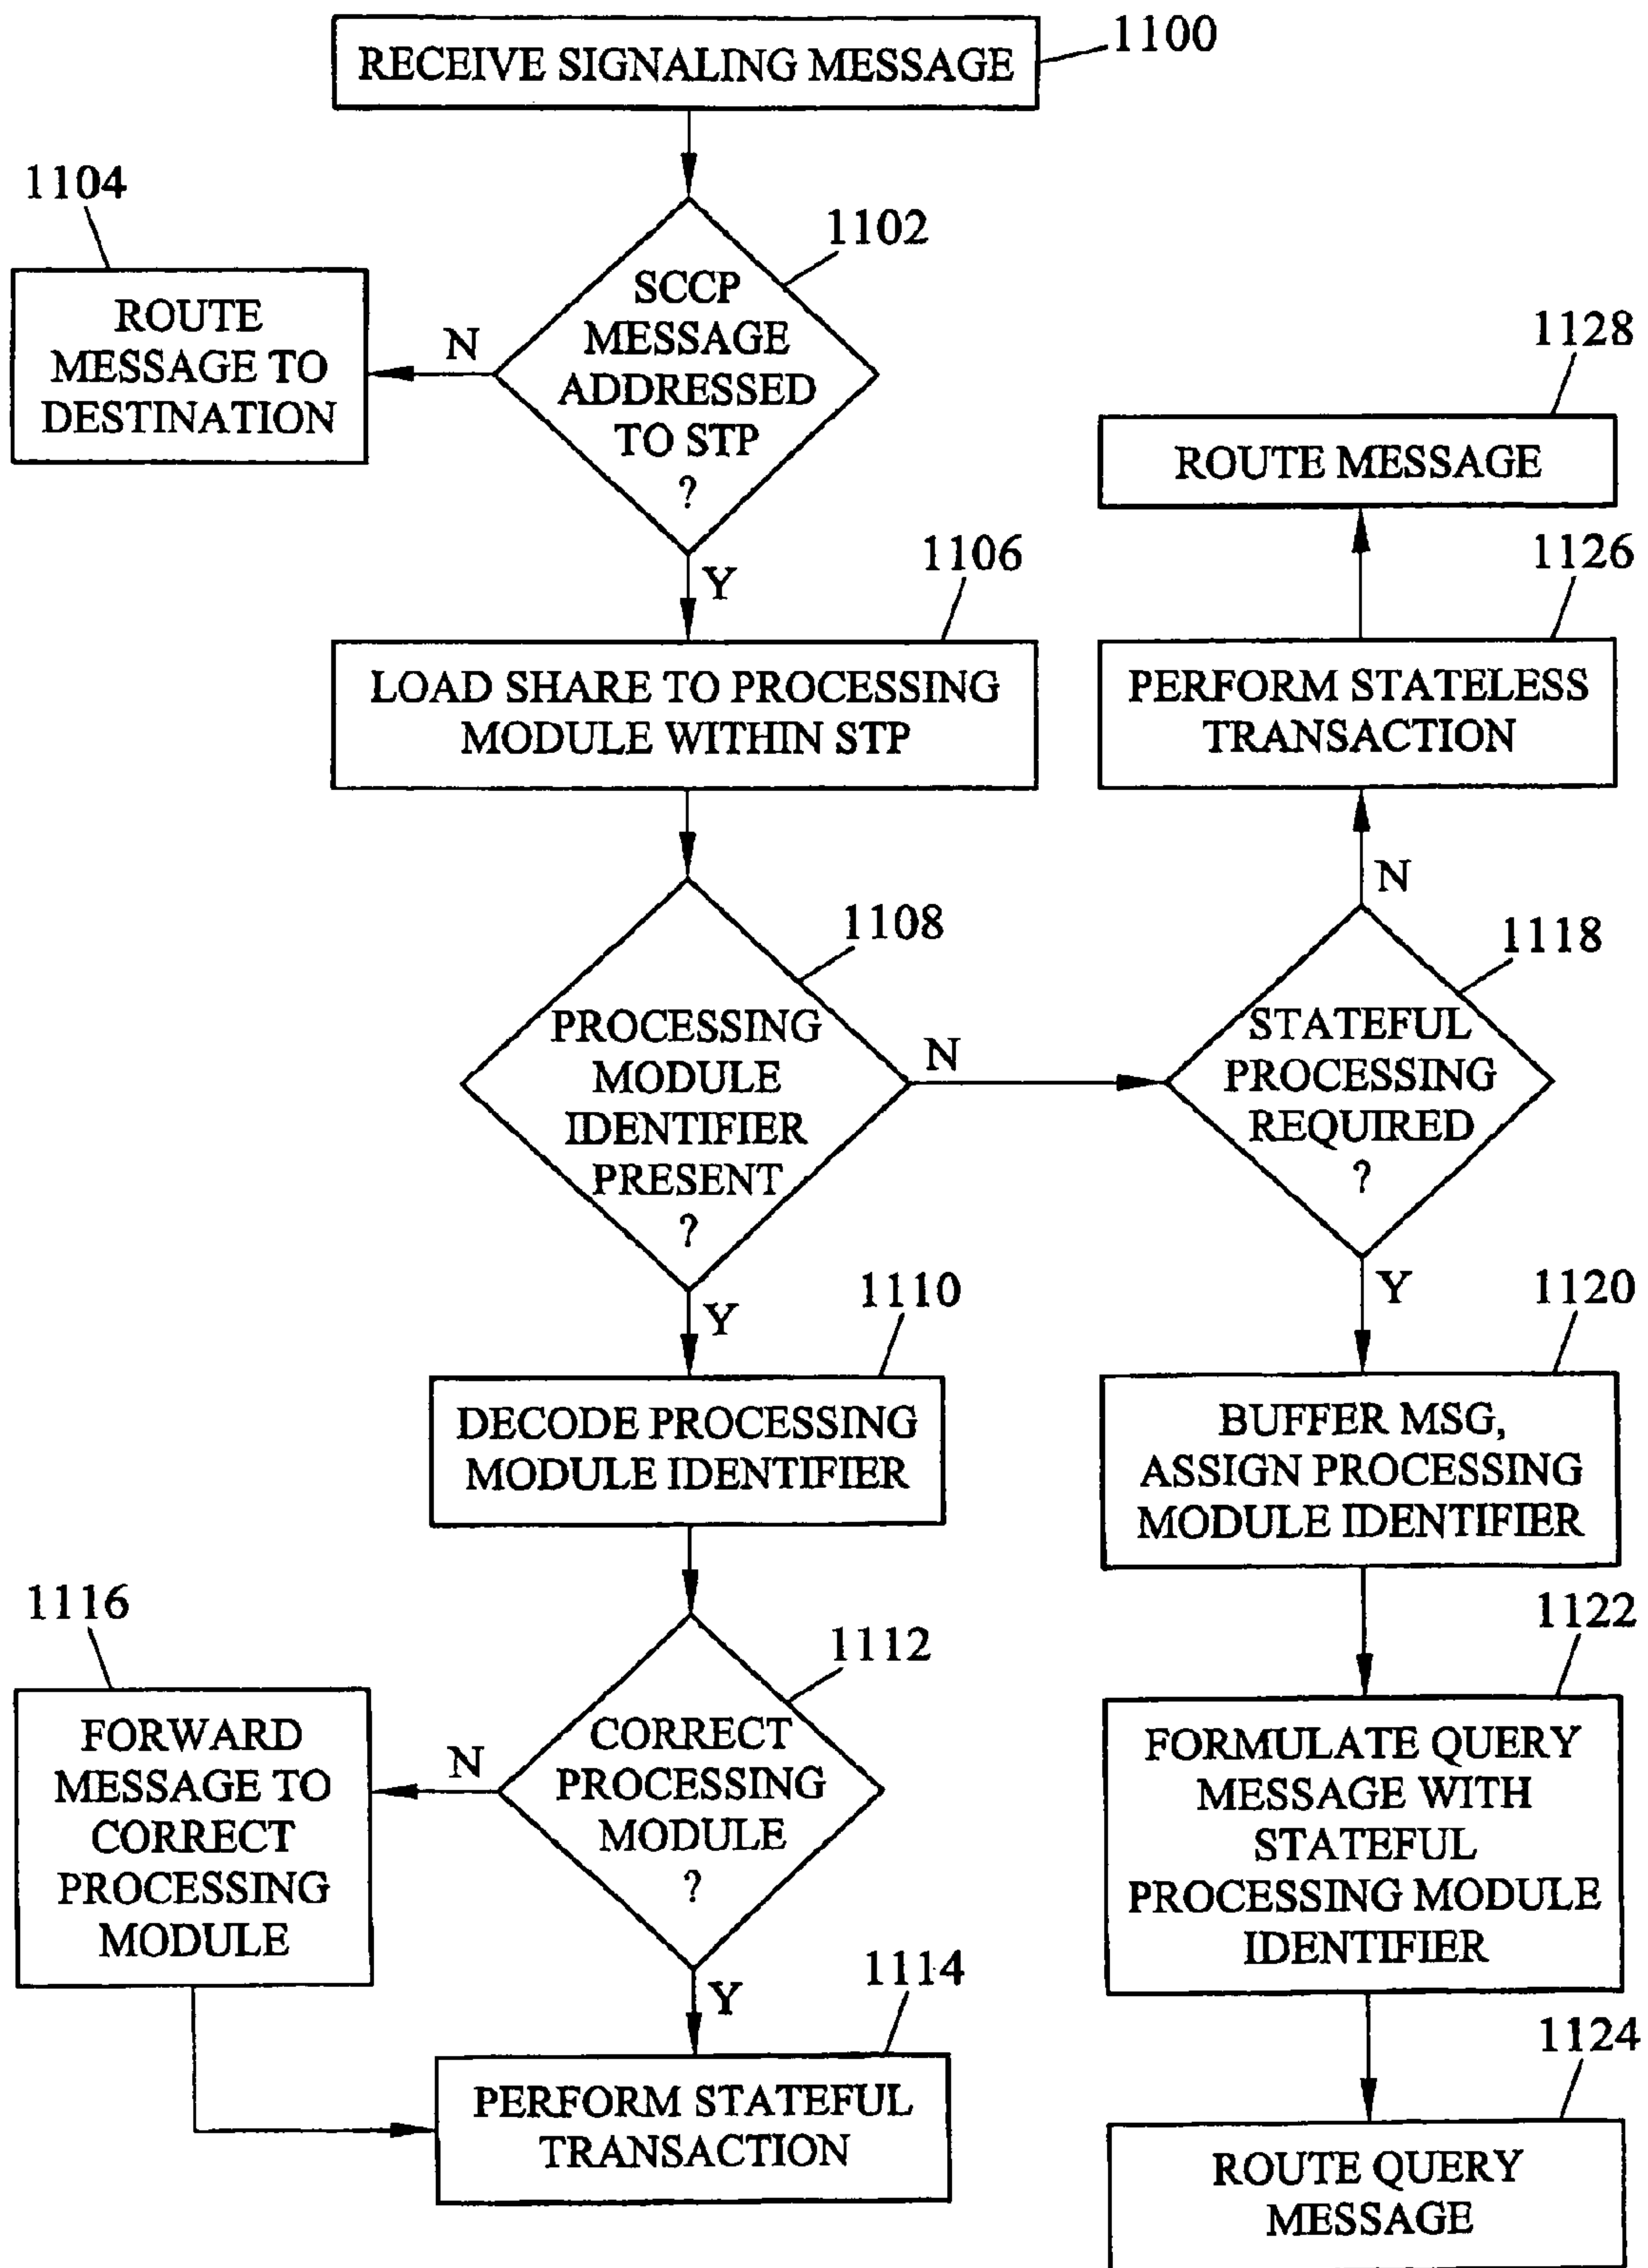 RECEIVE SIGNALING MESSAGE
1100
1102
SCCP
MESSAGE
ADDRESSED
TO STP
?
N
1104
ROUTE
MESSAGE TO
DESTINATION
Y
1106
LOAD SHARE TO PROCESSING
MODULE WITHIN STP
1108
PROCESSING
MODULE
IDENTIFIER
PRESENT
?
Y
1110
DECODE PROCESSING
MODULE IDENTIFIER
1112
CORRECT
PROCESSING
MODULE
?
N
1116
FORWARD
MESSAGE TO
CORRECT
PROCESSING
MODULE
Y
1114
PERFORM STATEFUL
TRANSACTION
N
1118
STATEFUL
PROCESSING
REQUIRED
?
N
1126
PERFORM STATELESS
TRANSACTION
1128
ROUTE MESSAGE
Y
1120
BUFFER MSG,
ASSIGN PROCESSING
MODULE IDENTIFIER
1122
FORMULATE QUERY
MESSAGE WITH
STATEFUL
PROCESSING MODULE
IDENTIFIER
1124
ROUTE QUERY
MESSAGE